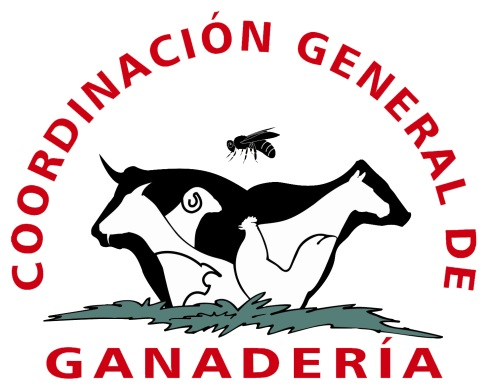 COORDINACIÓN GENERAL DE
GANADERÍA